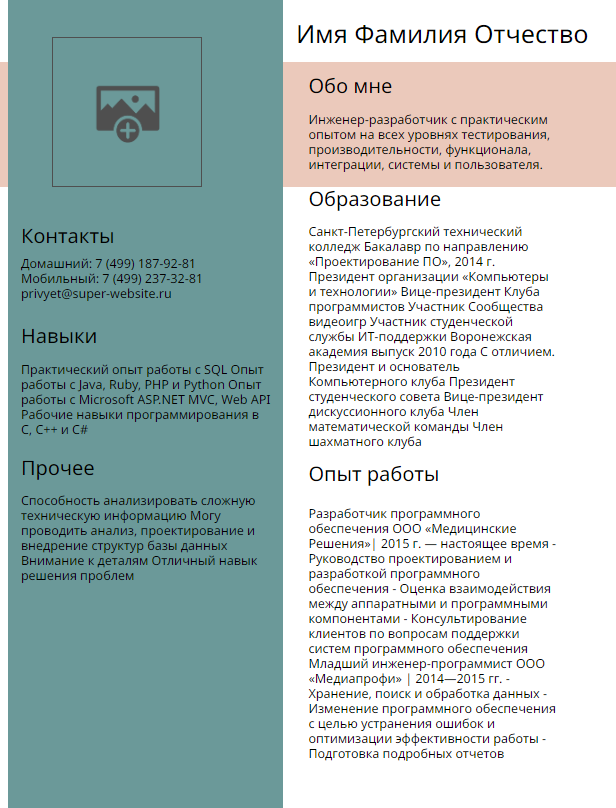 Имя Фамилия Отчество
Контакты
Домашний: 7 (499) 187-92-81
Мобильный: 7 (499) 237-32-81
privyet@super-website.ru
Навыки
Практический опыт работы с SQL Опыт
работы с Java, Ruby, PHP и Python Опыт
работы с Microsoft ASP.NET MVC, Web API
Рабочие навыки программирования в
C, C++ и C#
Прочее
Способность анализировать сложную
техническую информацию Могу
проводить анализ, проектирование и
внедрение структур базы данных
Внимание к деталям Отличный навык
решения проблем
Обо мне
Инженер-разработчик с практическим
опытом на всех уровнях тестирования,
производительности, функционала,
интеграции, системы и пользователя.
Образование
Санкт-Петербургский технический
колледж Бакалавр по направлению
«Проектирование ПО», 2014 г.
Президент организации «Компьютеры
и технологии» Вице-президент Клуба
программистов Участник Сообщества
видеоигр Участник студенческой
службы ИТ-поддержки Воронежская
академия выпуск 2010 года С отличием.
Президент и основатель
Компьютерного клуба Президент
студенческого совета Вице-президент
дискуссионного клуба Член
математической команды Член
шахматного клуба
Опыт работы
Разработчик программного
обеспечения ООО «Медицинские
Решения»| 2015 г. — настоящее время -
Руководство проектированием и
разработкой программного
обеспечения - Оценка взаимодействия
между аппаратными и программными
компонентами - Консультирование
клиентов по вопросам поддержки
систем программного обеспечения
Младший инженер-программист ООО
«Медиапрофи» | 2014—2015 гг. -
Хранение, поиск и обработка данных -
Изменение программного обеспечения
с целью устранения ошибок и
оптимизации эффективности работы -
Подготовка подробных отчетов